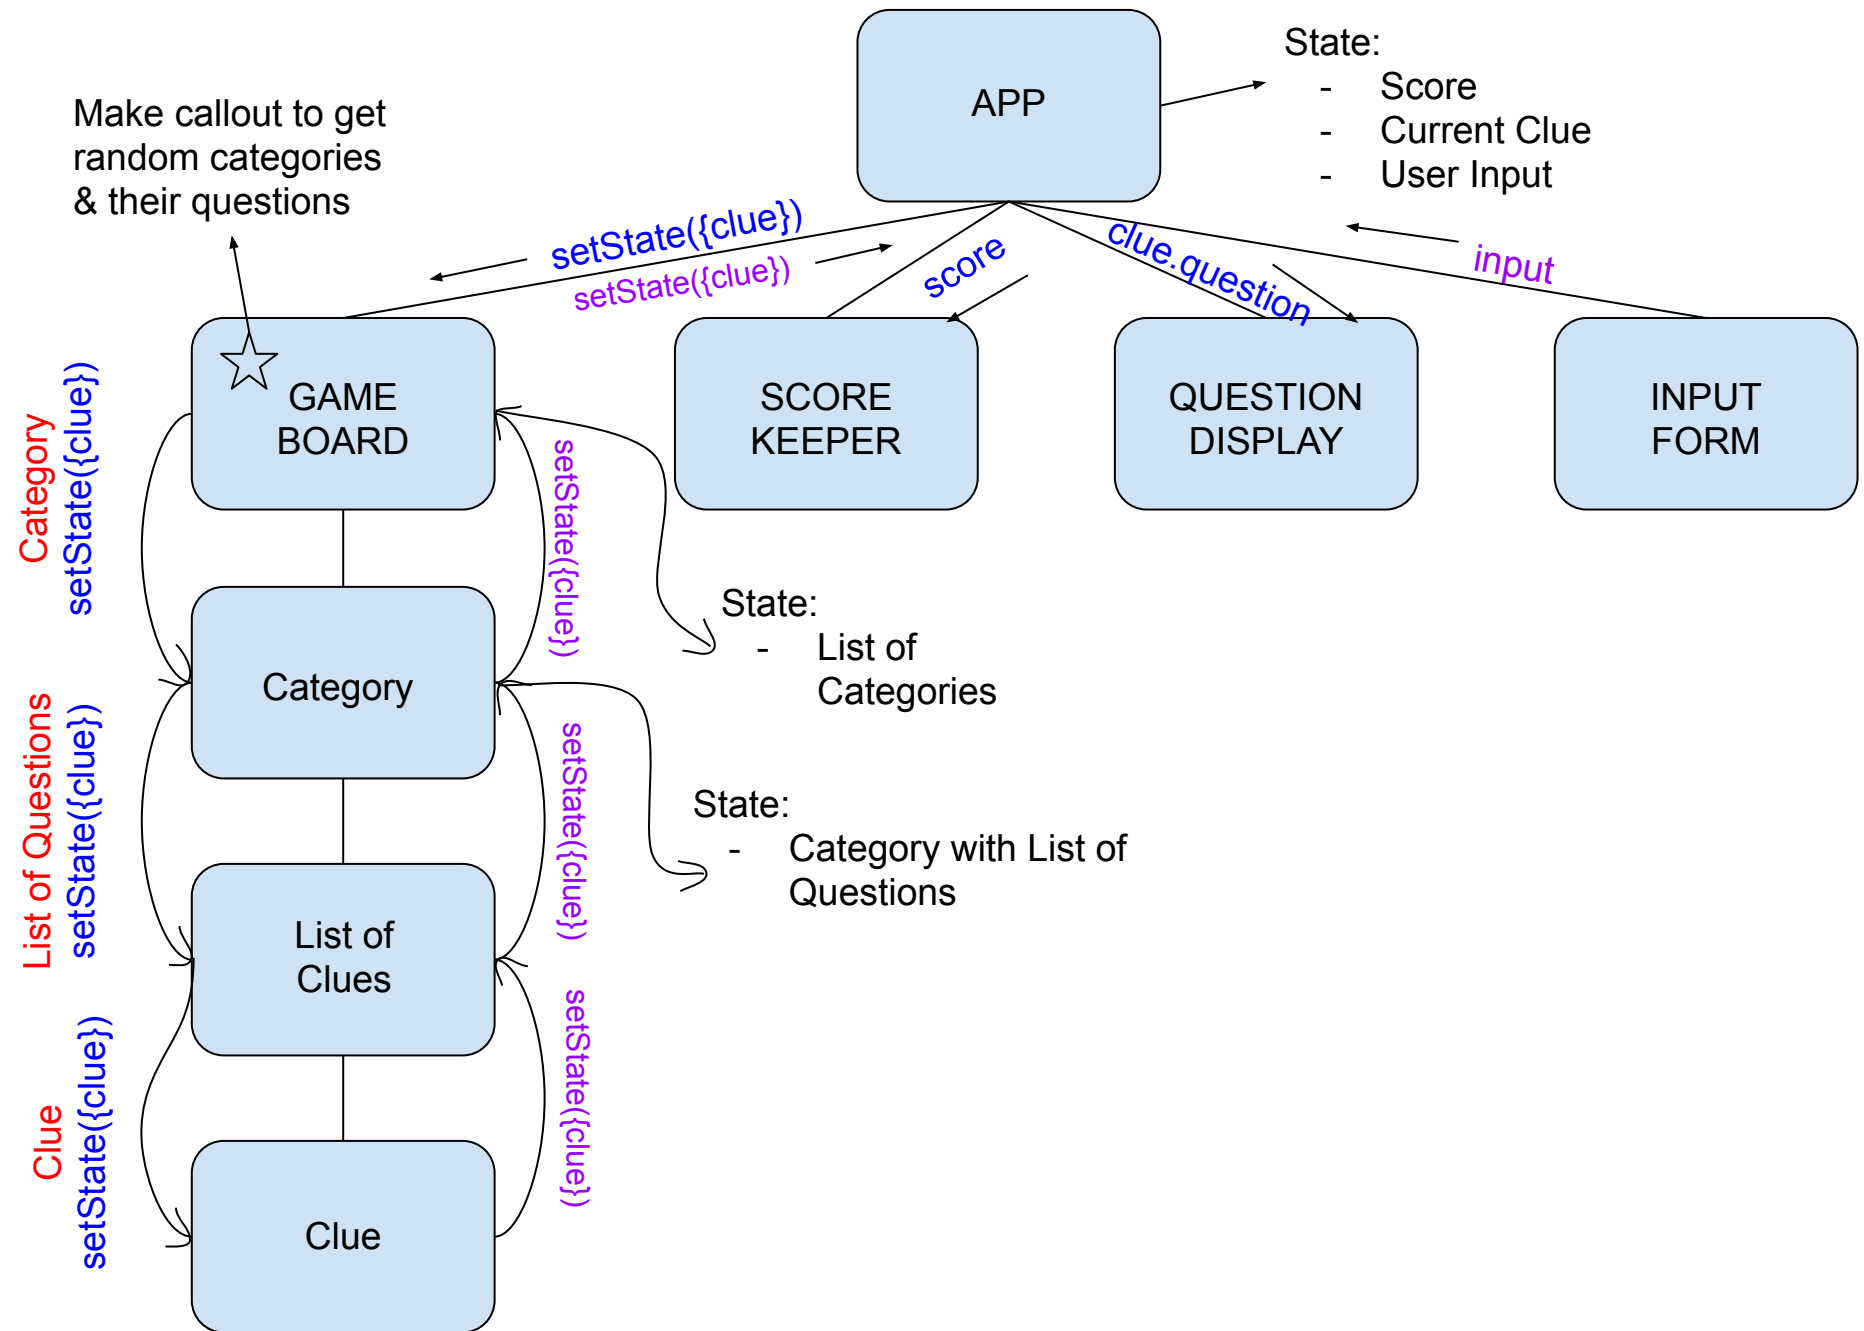 APP
State:
- Score
- Current Clue
- User Input
Make callout to get
random categories
& their questions
setState({clue})
setState({clue})
score
clue.question
input
GAME
BOARD
SCORE
KEEPER
QUESTION
DISPLAY
INPUT
FORM
Category
setState({clue})
setState({clue})
State:
- List of
Categories
Category
List of Questions
setState({clue})
setState({clue})
State:
- Category with List of
Questions
List of
Clues
Clue
setState({clue})
setState({clue})
Clue